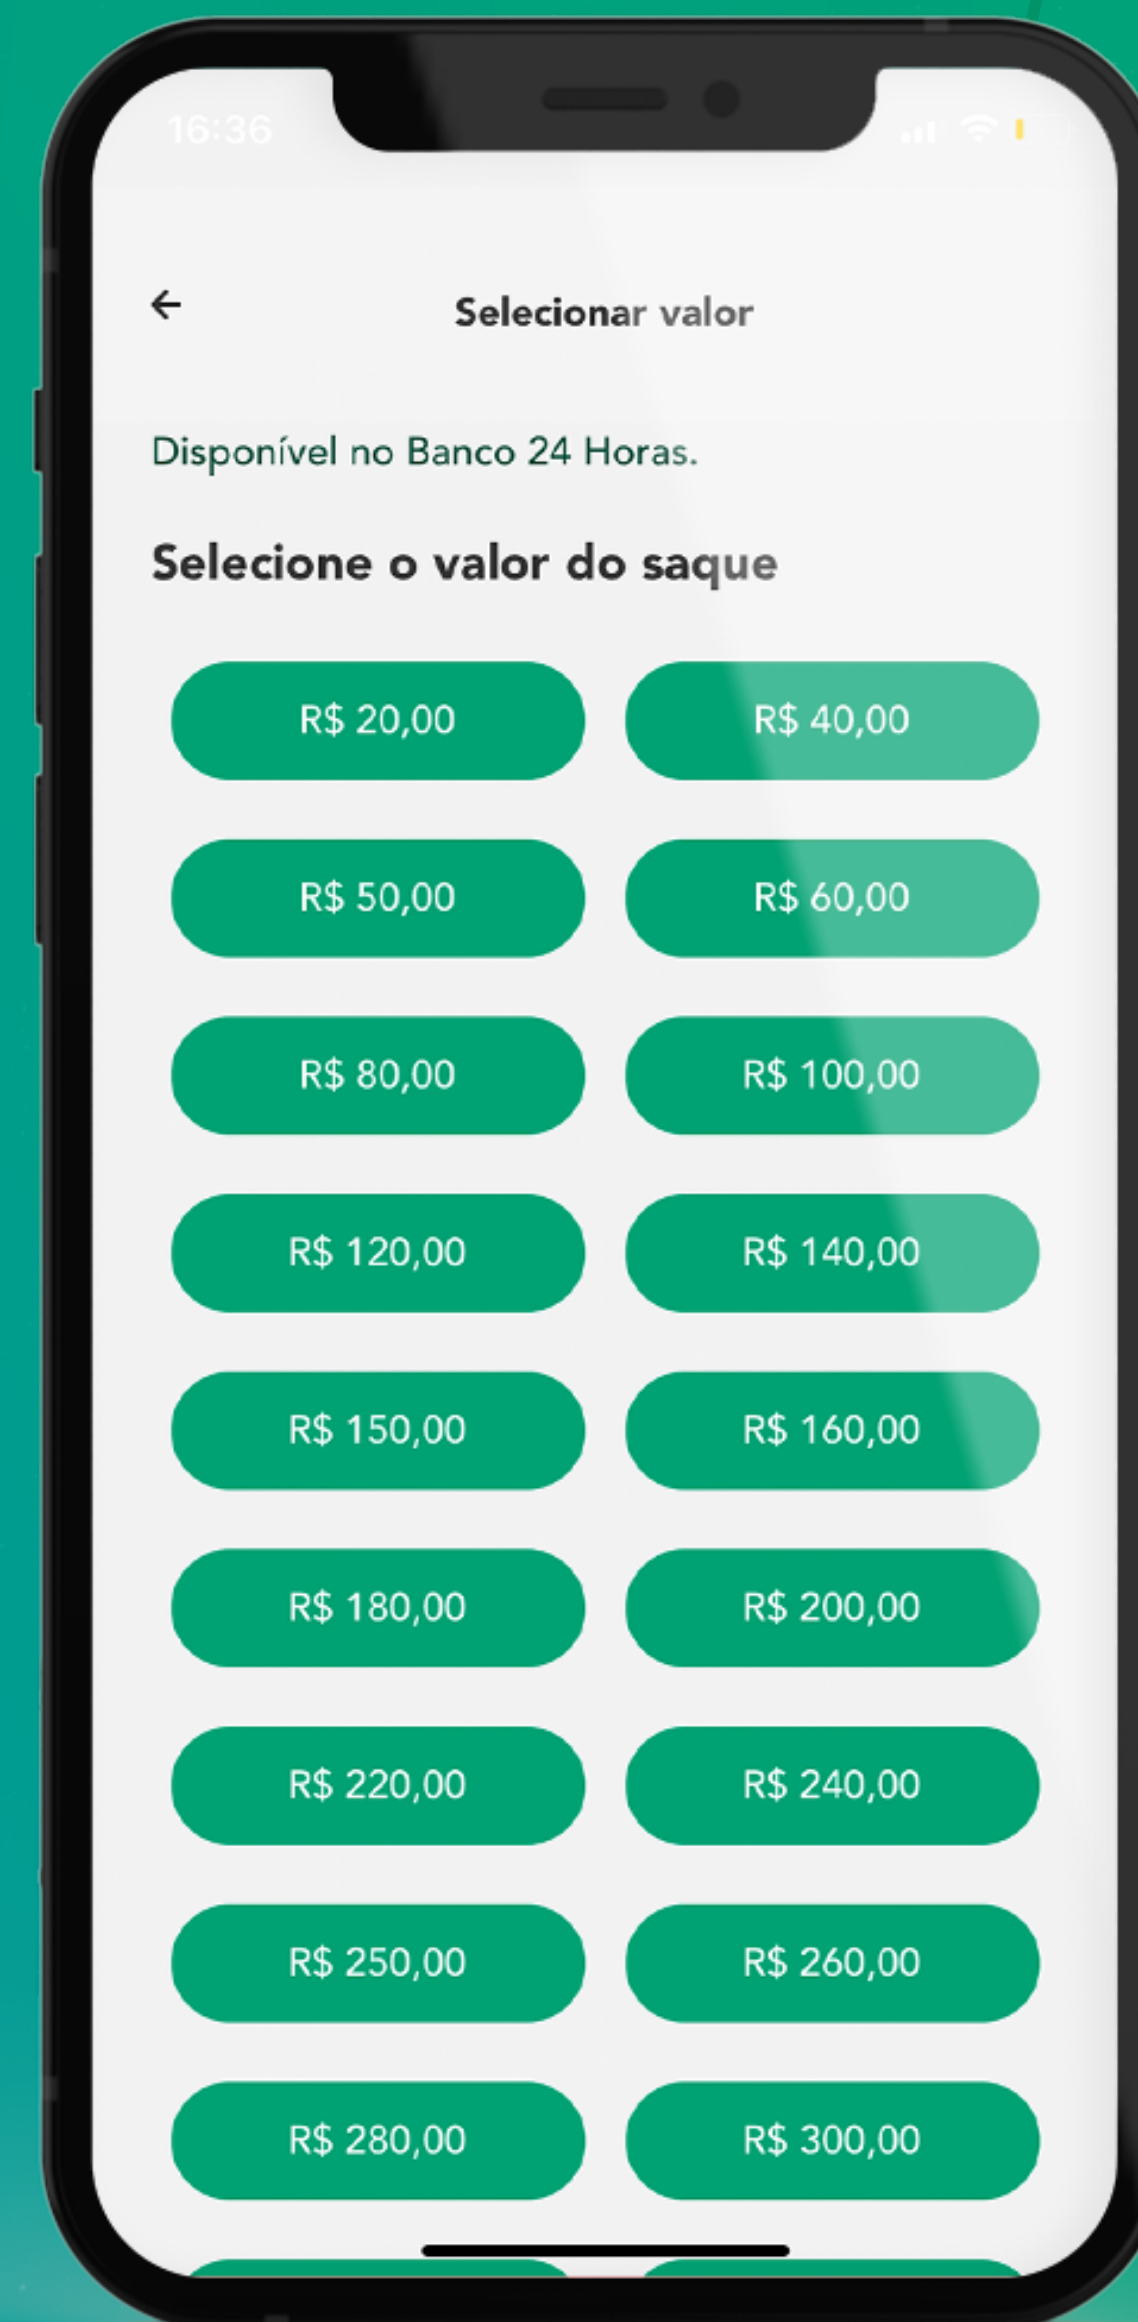 16:36
Selecionar valor
Disponível no Banco 24 Horas.
Selecione o valor do saque
R$ 20,00 R$ 40,00
R$ 50,00 R$ 60,00
R$ 80,00 R$ 100,00
R$ 120,00 R$ 140,00
R$ 150,00 R$ 160,00
R$ 180,00 R$ 200,00
R$ 220,00 R$ 240,00
R$ 250,00 R$ 260,00
R$ 280,00 R$ 300,00